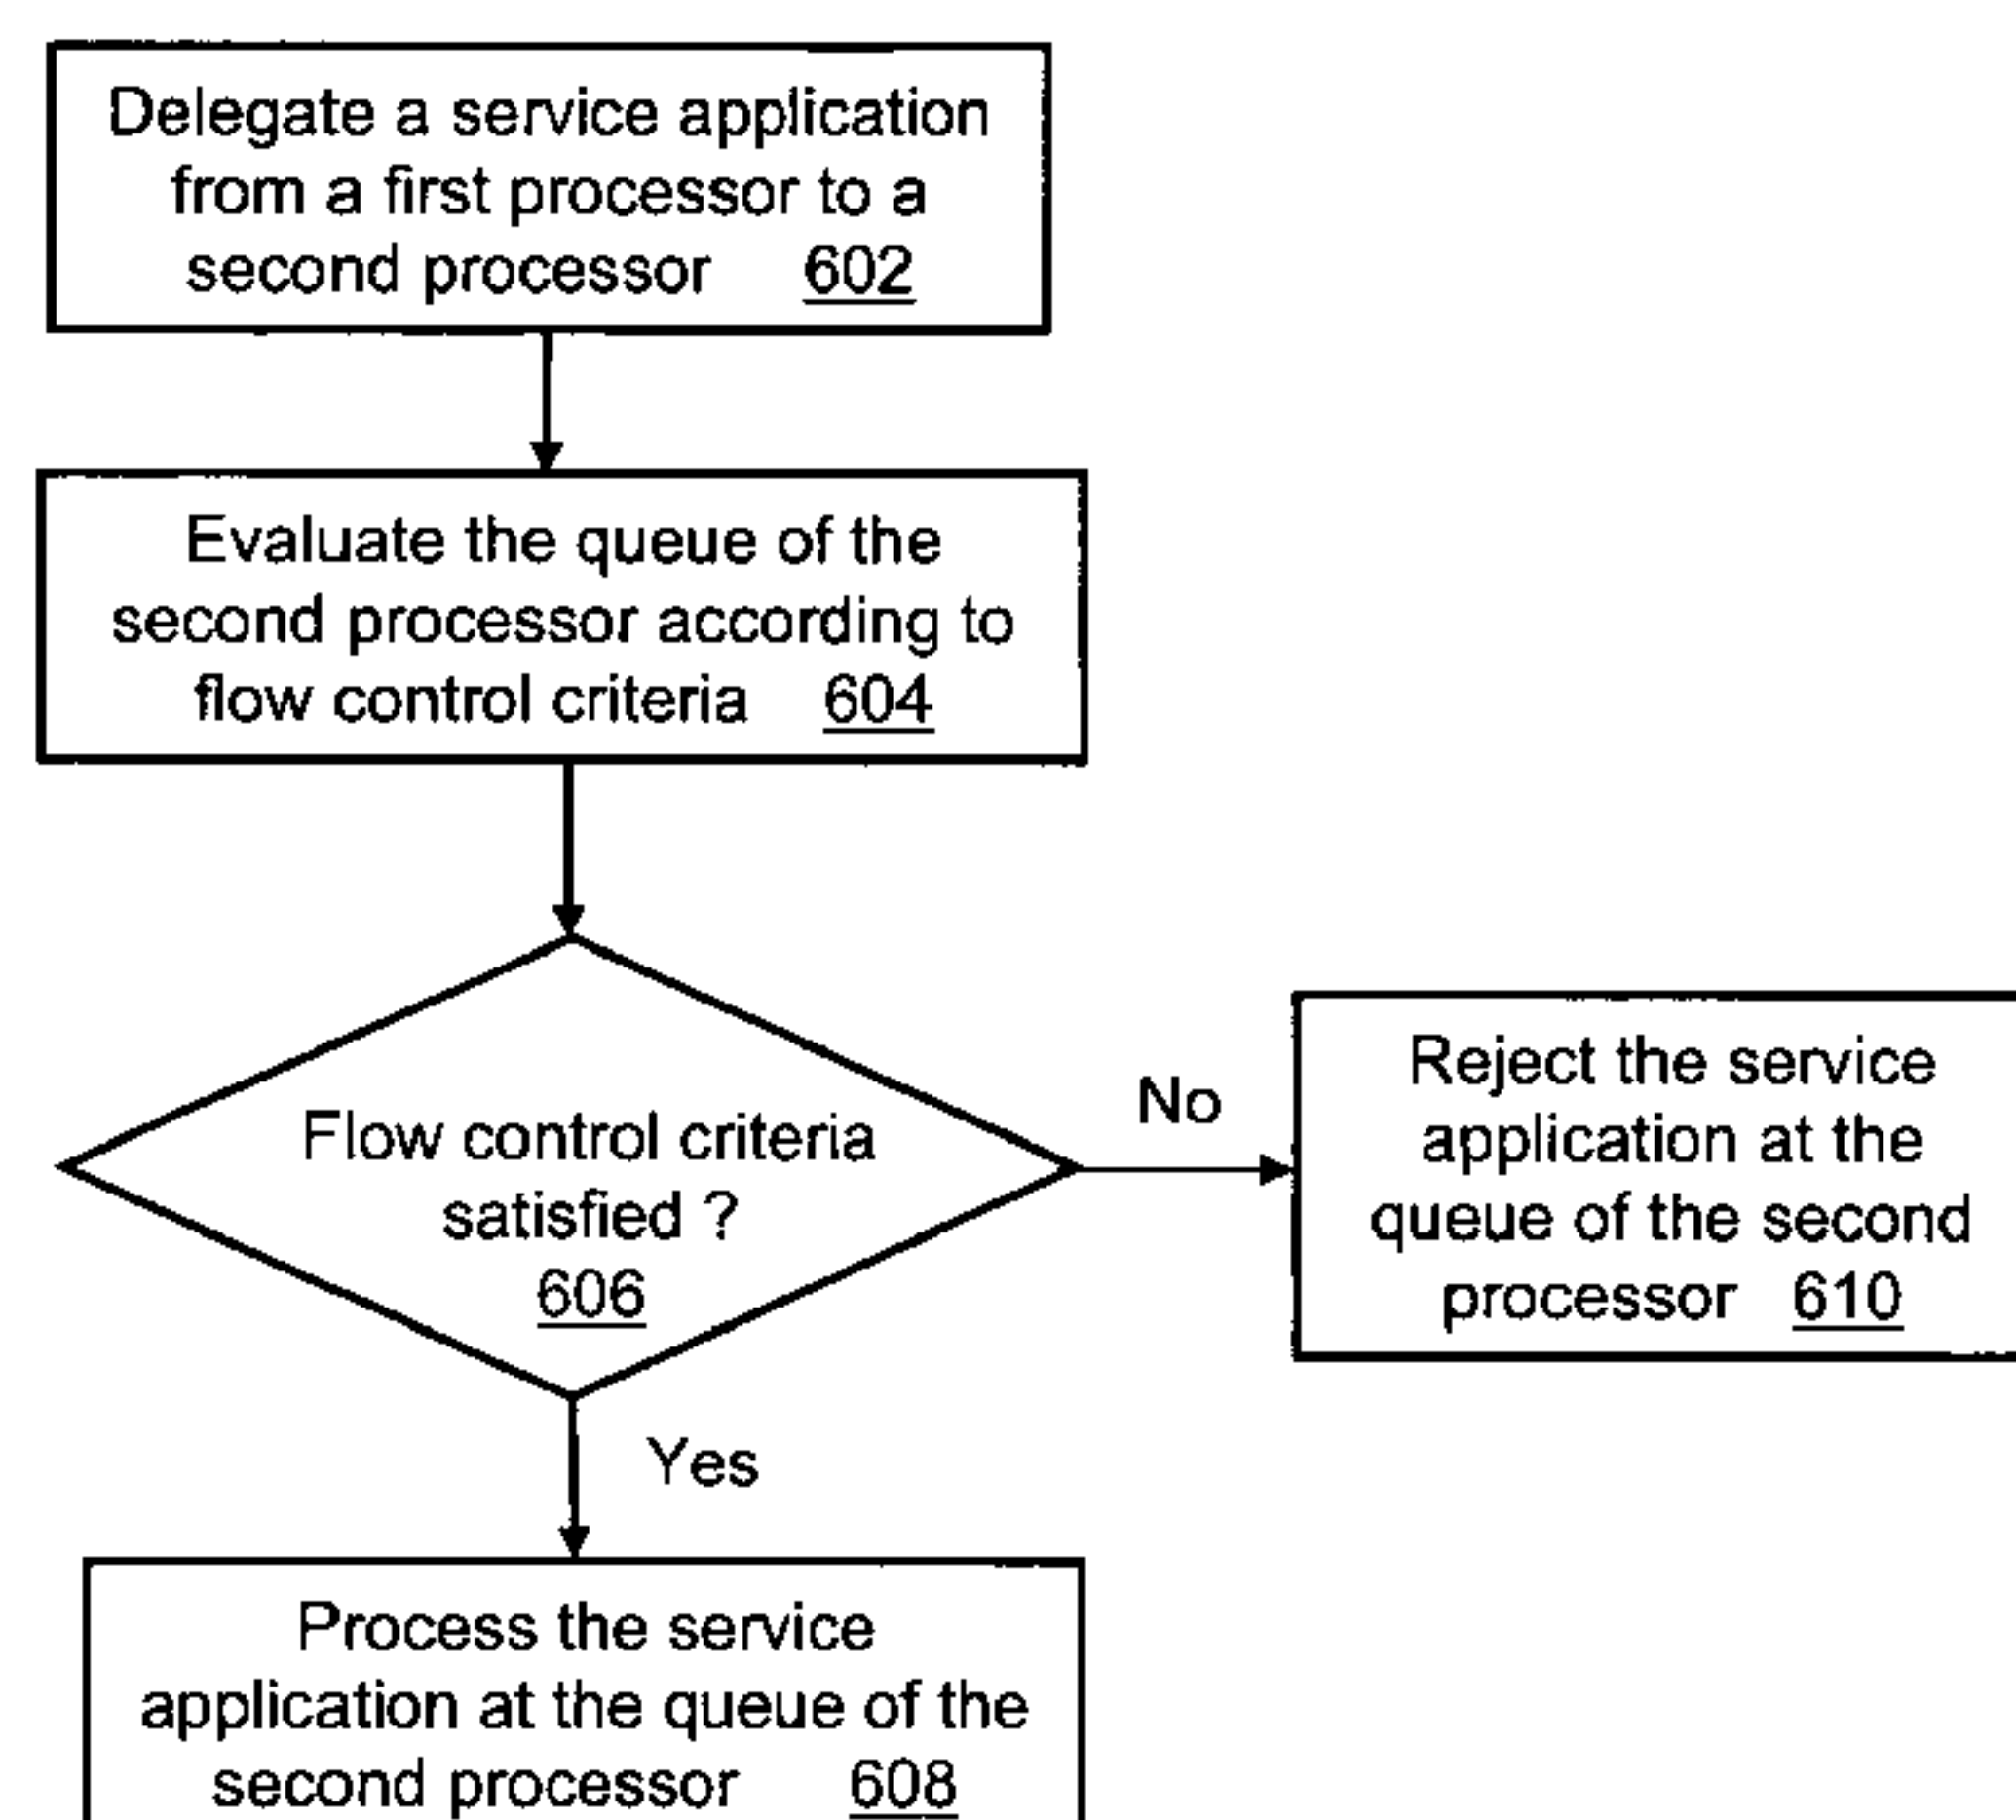 Delegate a service application
from a first processor to a
second processor 602
Evaluate the queue of the
second processor according to
flow control criteria 604
Flow control criteria
satisfied ?
606
No
Reject the service
application at the
queue of the second
processor 610
Yes
Process the service
application at the queue of the
second processor 608